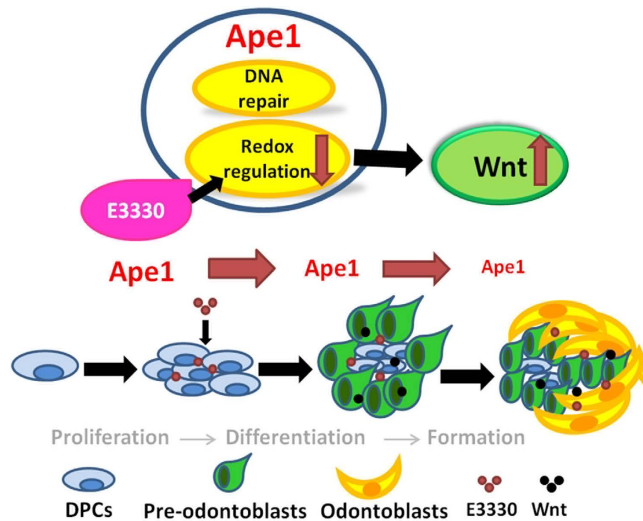 Ape1
DNA
repair
Redox
regulation
Wnt
E3330
Ape1 Ape1 Ape1
Proliferation → Differentiation → Formation
DPCs Pre-odontoblasts Odontoblasts E3330 Wnt